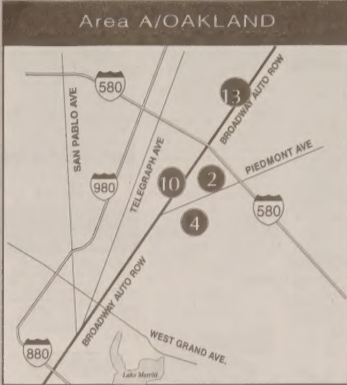 Area A/OAKLAND
580
13
BROADWAY AUTO ROW
SAN PABLO AVE
TELEGRAPH AVE
PIEDMONT AVE
980
10
2
4
580
BROADWAY AUTO ROW
WEST GRAND AVE.
880
Lake Merritt